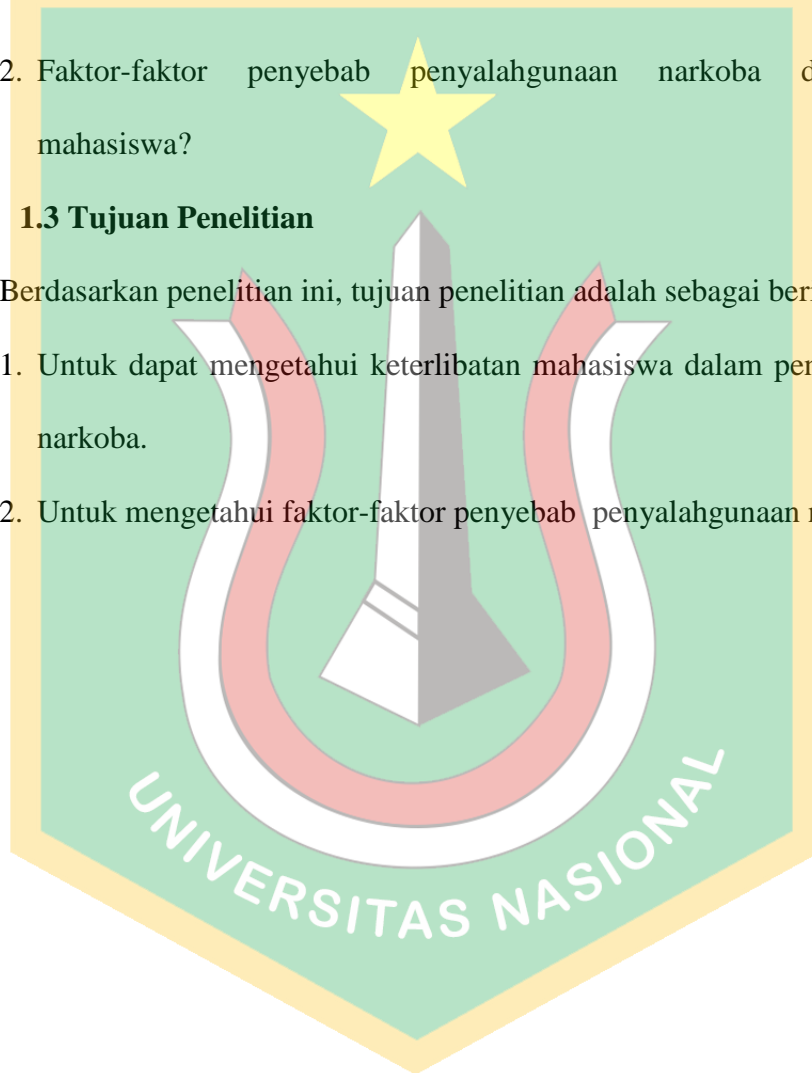 2. Faktor-faktor penyebab penyalahgunaan narkoba
mahasiswa?
1.3 Tujuan Penelitian
Berdasarkan penelitian ini, tujuan penelitian adalah sebagai
1. Untuk dapat mengetahui keterlibatan mahasiswa dalam
narkoba.
2. Untuk mengetahui faktor-faktor penyebab penyalahgunaan
UNIVERSITAS NASIONAL